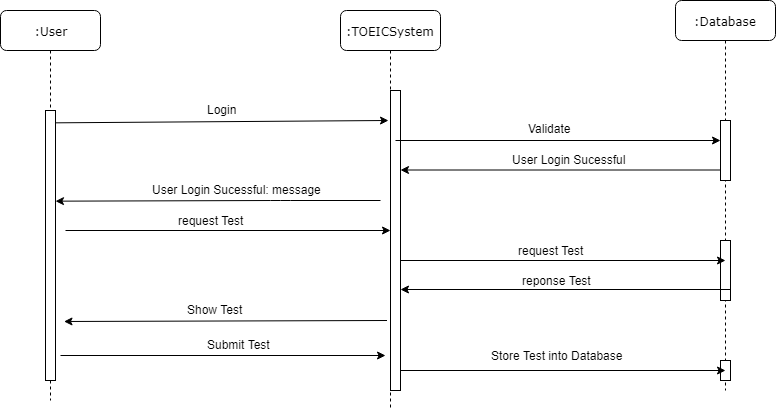 :User
:TOEICSystem
:Database
Login
Validate
User Login Sucessful
User Login Sucessful: message
request Test
request Test
reponse Test
Show Test
Submit Test
Store Test into Database